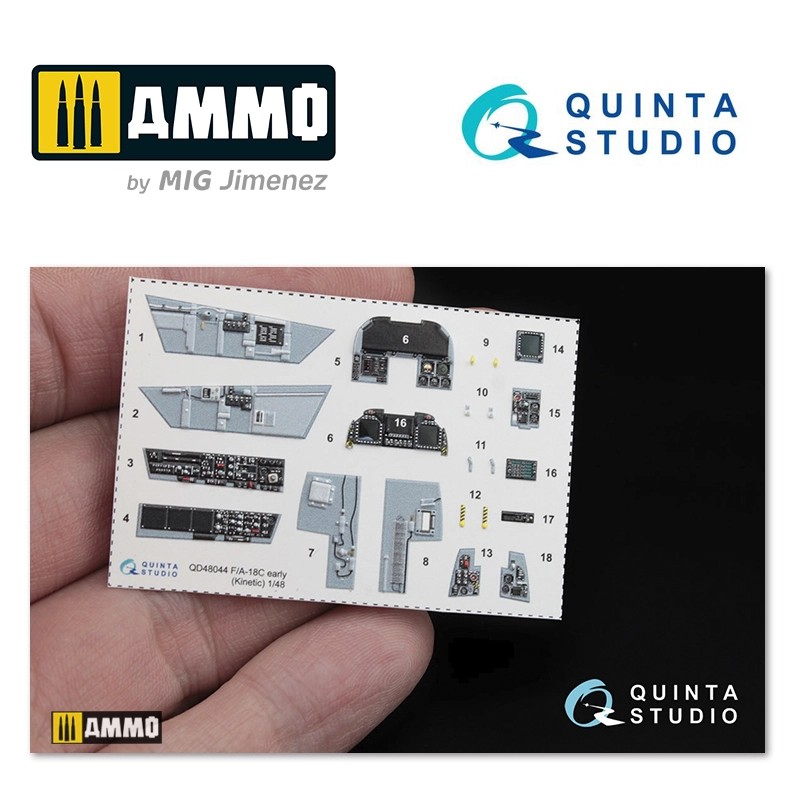 AMMO
by MIG Jimenez
QUINTA
STUDIO
1
2
3
4
5
6
6
16
7
8
9
10
11
12
13
14
15
16
17
18
QUINTA
STUDIO
QD48044 F/A-18C early
(Kinetic) 1/48
AMMO
QUINTA
STUDIO